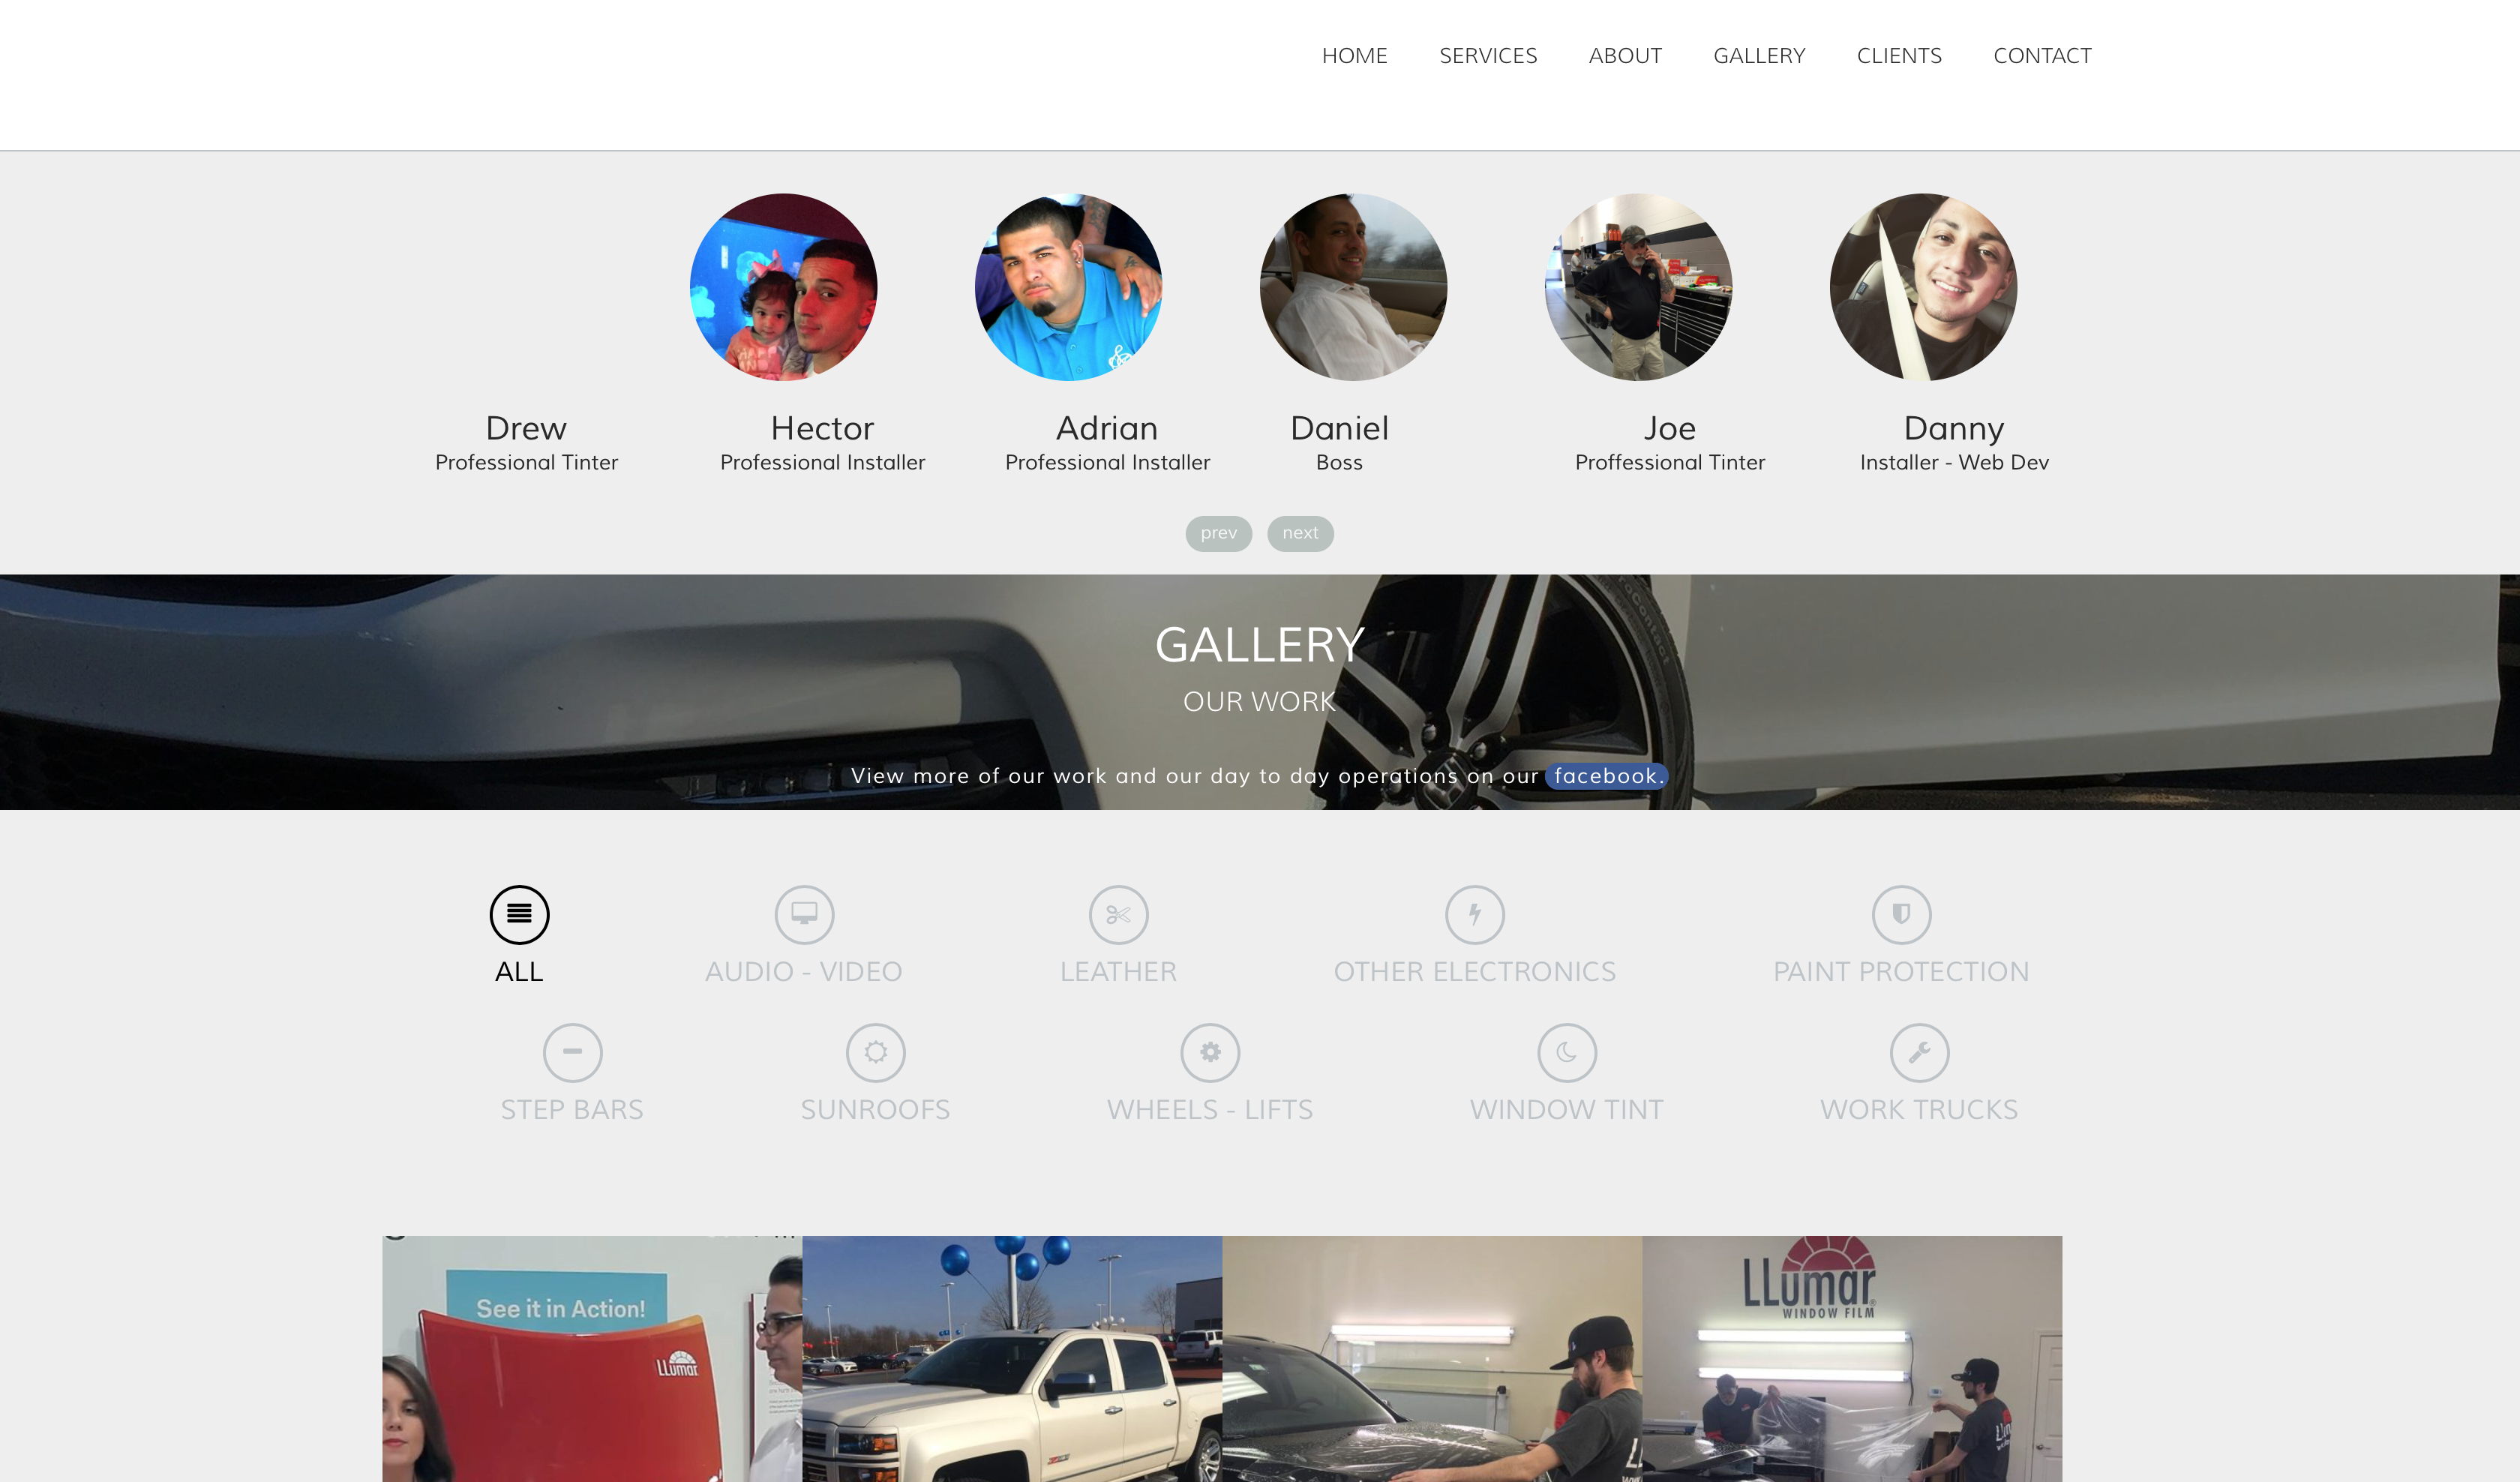 HOME SERVICES ABOUT GALLERY CLIENTS CONTACT
Drew Hector Adrian Daniel Joe Danny
Professional Tinter Professional Installer Professional Installer Boss Proffessional Tinter Installer - Web Dev
prev next
GALLERY
OUR WORK
View more of our work and our day to day operations on our facebook.
ALL AUDIO - VIDEO LEATHER OTHER ELECTRONICS PAINT PROTECTION
STEP BARS SUNROOFS WHEELS - LIFTS WINDOW TINT WORK TRUCKS
See it in Action!
LLumar
LLumar
WINDOW FILM